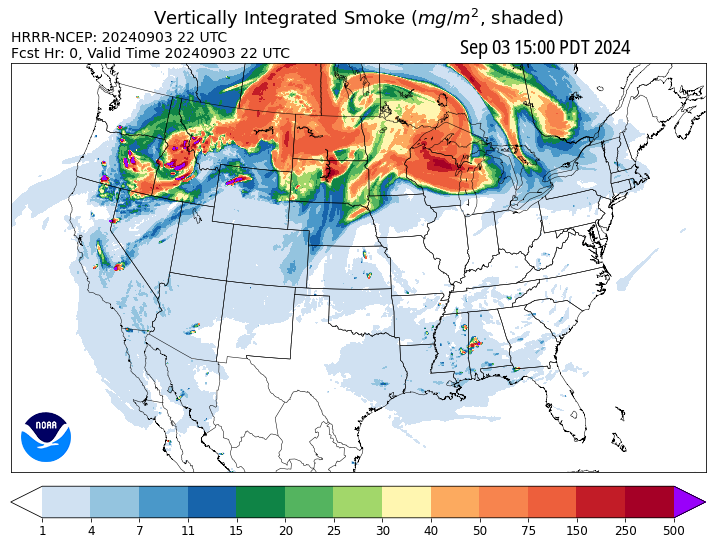 Vertically Integrated Smoke (mg/m², shaded)
HRRR-NCEP: 20240903 22 UTC
Fcst Hr: 0, Valid Time 20240903 22 UTC
Sep 03 15:00 PDT 2024
NOAA
1 4 7 11 15 20 25 30 40 50 75 150 250 500